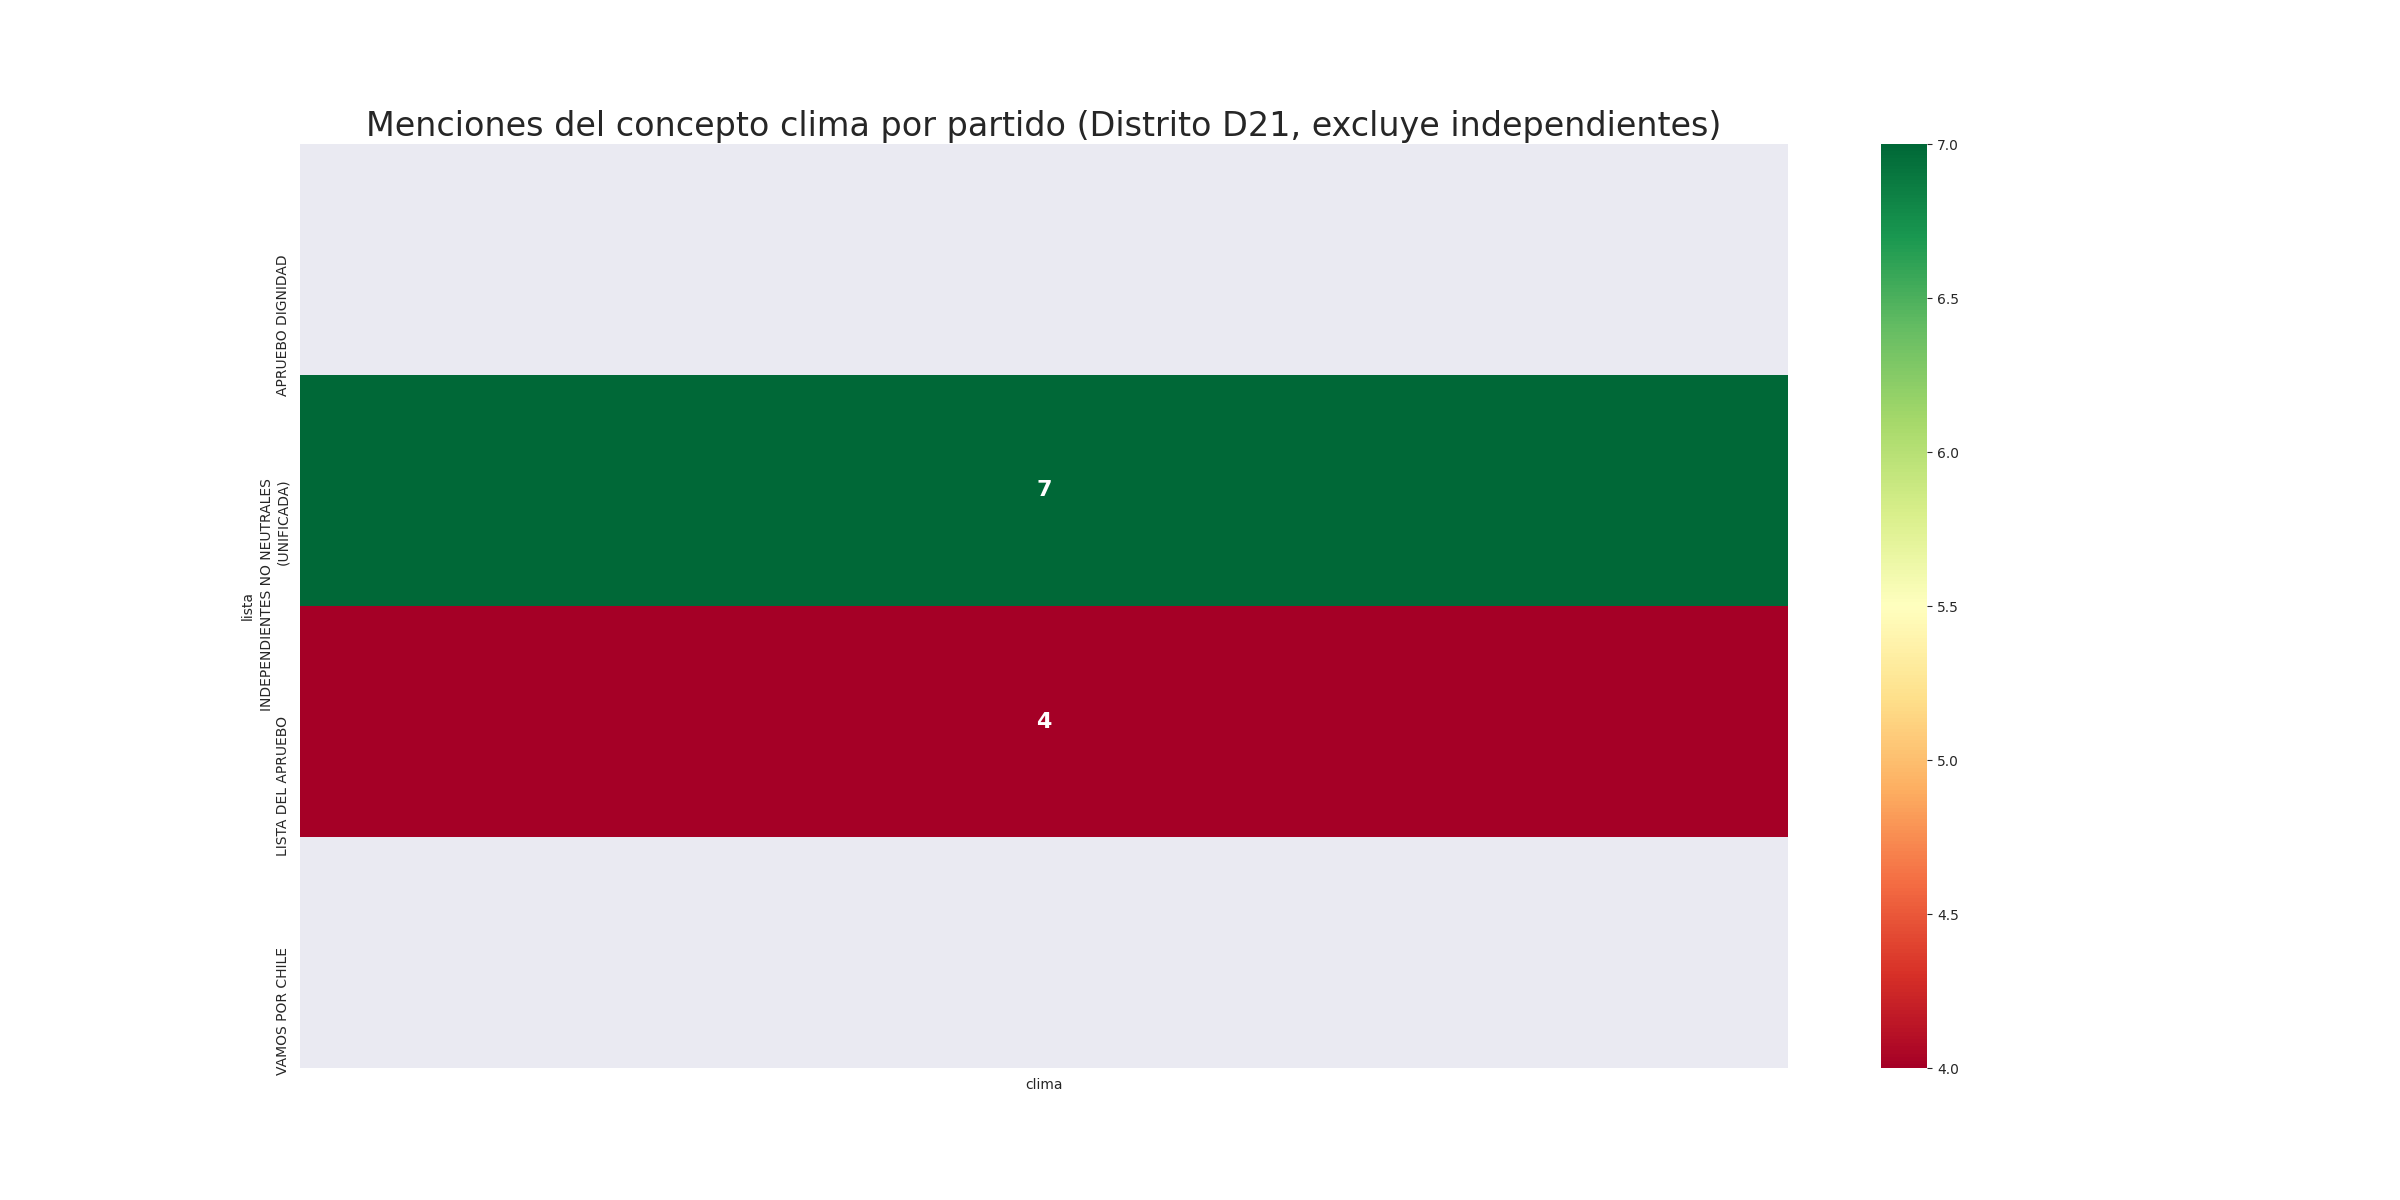 Menciones del concepto clima por partido (Distrito D21, excluye independientes)
lista
APRUEBO DIGNIDAD
INDEPENDIENTES NO NEUTRALES
(UNIFICADA)
LISTA DEL APRUEBO
VAMOS POR CHILE
7
4
clima
7.0
6.5
6.0
5.5
5.0
4.5
4.0